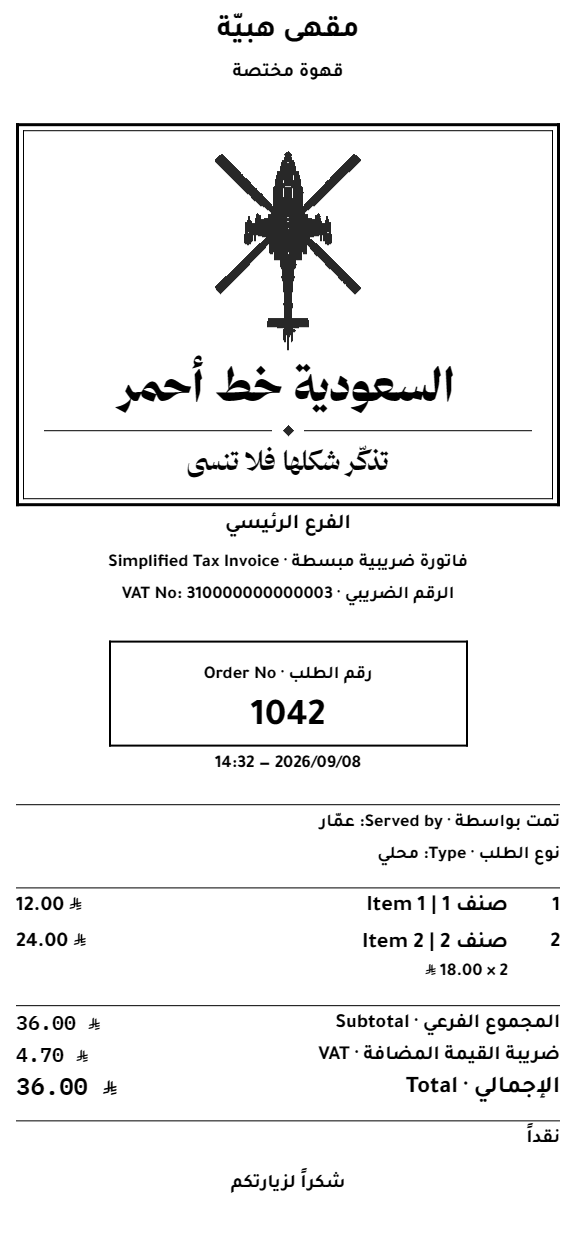 مقهى هبيّة
قهوة مختصة
السعودية خط أحمر
تذكّر شكلها فلا تنسى
الفرع الرئيسي
فاتورة ضريبية مبسطة · Simplified Tax Invoice
الرقم الضريبي · VAT No: 310000000000003
رقم الطلب · Order No
1042
2026/09/08 – 14:32
تمت بواسطة · Served by: عمّار
نوع الطلب · Type: محلي
1 صنف 1 | Item 1 12.00 ⃁
2 صنف 2 | Item 2 24.00 ⃁
2 × 18.00 ⃁
المجموع الفرعي · Subtotal 36.00 ⃁
ضريبة القيمة المضافة · VAT 4.70 ⃁
الإجمالي · Total 36.00 ⃁
نقداً
شكراً لزيارتكم